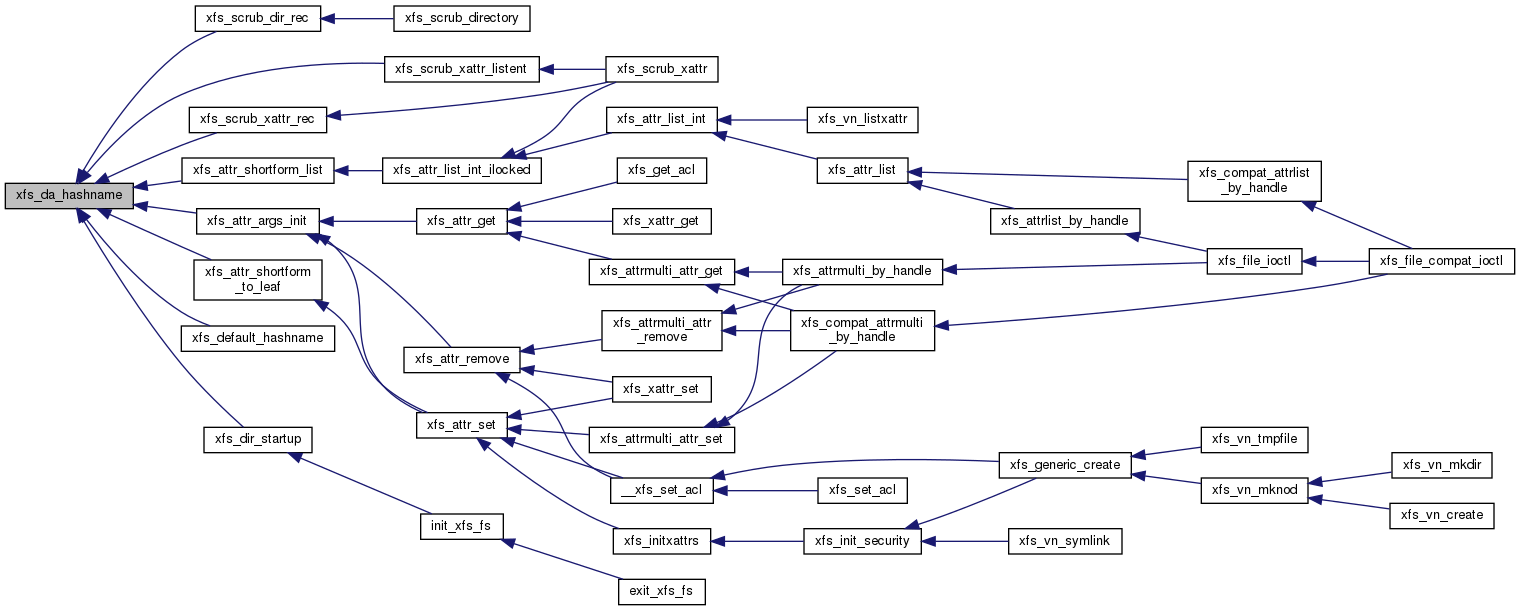 xfs_scrub_dir_rec
xfs_scrub_directory
xfs_scrub_xattr_listent
xfs_scrub_xattr
xfs_scrub_xattr_rec
xfs_attr_list_int
xfs_vn_listxattr
xfs_attr_shortform_list
xfs_attr_list_int_ilocked
xfs_get_acl
xfs_attr_list
xfs_compat_attrlist
_by_handle
xfs_da_hashname
xfs_attr_args_init
xfs_attr_get
xfs_xattr_get
xfs_attrlist_by_handle
xfs_attr_shortform
_to_leaf
xfs_attrmulti_attr_get
xfs_attrmulti_by_handle
xfs_file_ioctl
xfs_file_compat_ioctl
xfs_default_hashname
xfs_attrmulti_attr
_remove
xfs_compat_attrmulti
_by_handle
xfs_attr_remove
xfs_xattr_set
xfs_attr_set
xfs_dir_startup
xfs_attrmulti_attr_set
xfs_vn_tmpfile
xfs_generic_create
xfs_vn_mkdir
__xfs_set_acl
xfs_set_acl
xfs_vn_mknod
xfs_vn_create
init_xfs_fs
xfs_initxattrs
xfs_init_security
xfs_vn_symlink
exit_xfs_fs